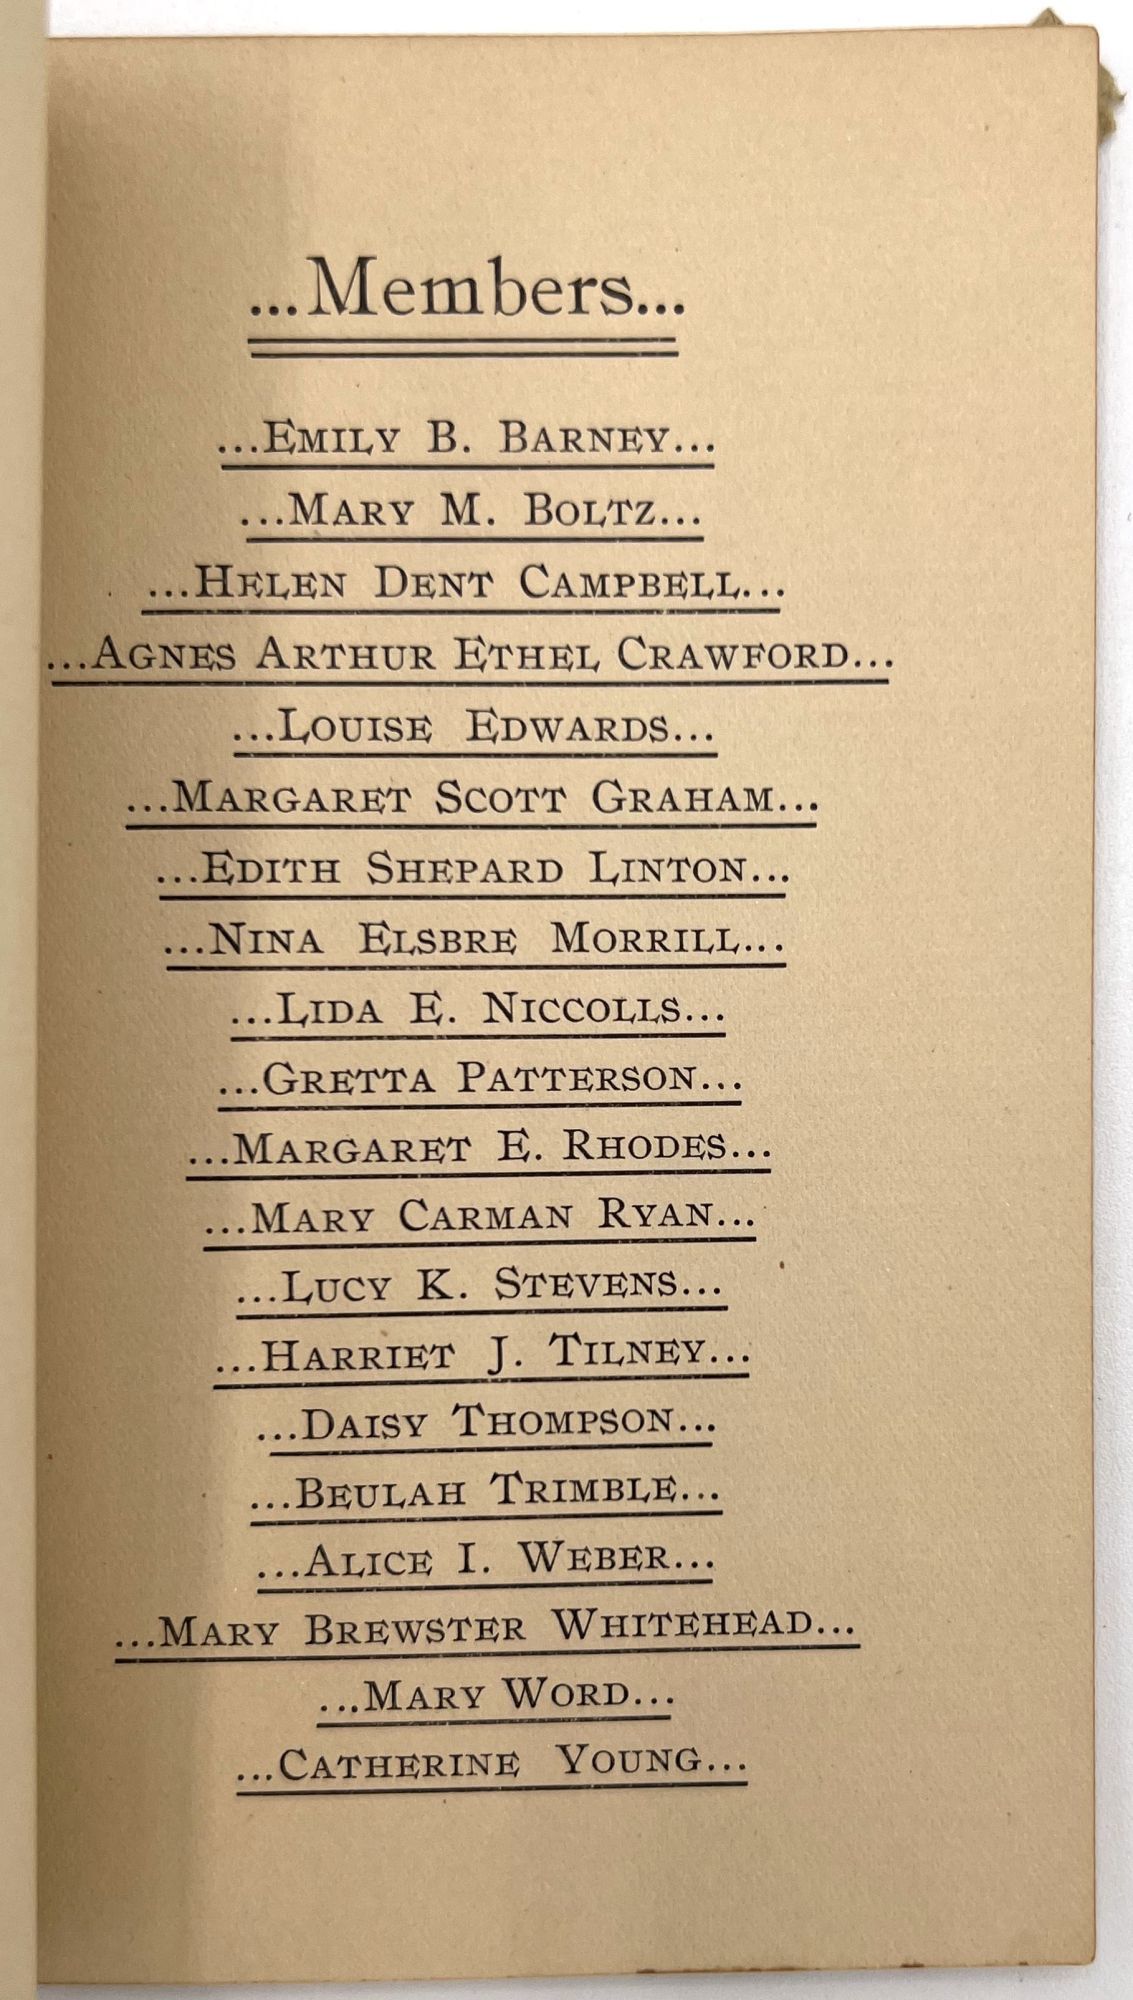 ...Members...
...Emily B. Barney...
...Mary M. Boltz...
...Helen Dent Campbell...
...Agnes Arthur Ethel Crawford...
...Louise Edwards...
...Margaret Scott Graham...
...Edith Shepard Linton...
...Nina Elsbre Morrill...
...Lida E. Niccolls...
...Gretta Patterson...
...Margaret E. Rhodes...
...Mary Carman Ryan...
...Lucy K. Stevens...
...Harriet J. Tilney...
...Daisy Thompson...
...Beulah Trimble...
...Alice I. Weber...
...Mary Brewster Whitehead...
...Mary Word...
...Catherine Young...